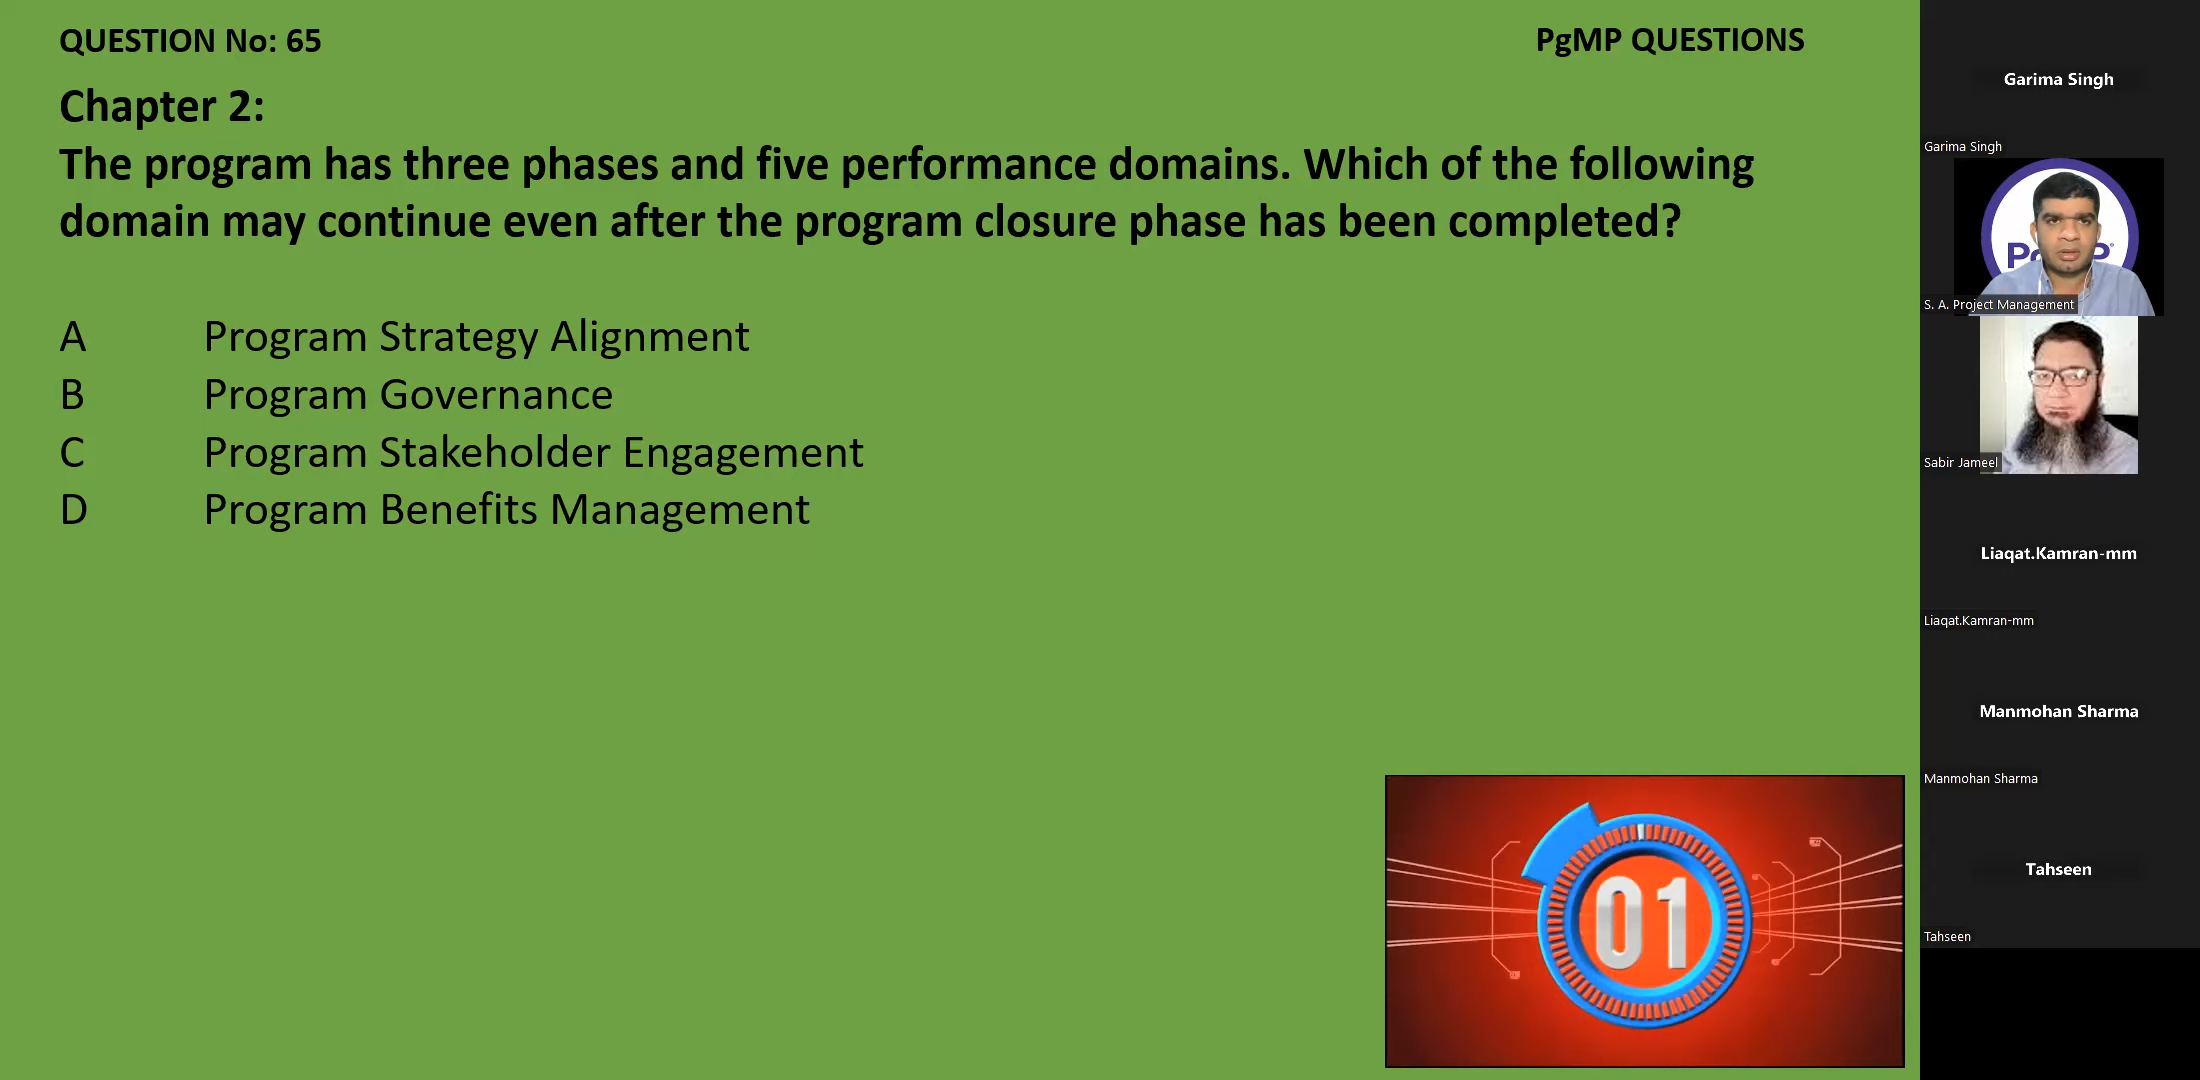 QUESTION No: 65
PgMP QUESTIONS
Chapter 2:
The program has three phases and five performance domains. Which of the following
domain may continue even after the program closure phase has been completed?
A Program Strategy Alignment
B Program Governance
C Program Stakeholder Engagement
D Program Benefits Management
01
Garima Singh
Garima Singh
S. A. Project Management
Sabir Jameel
Liaqat.Kamran-mm
Liaqat.Kamran-mm
Manmohan Sharma
Manmohan Sharma
Tahseen
Tahseen